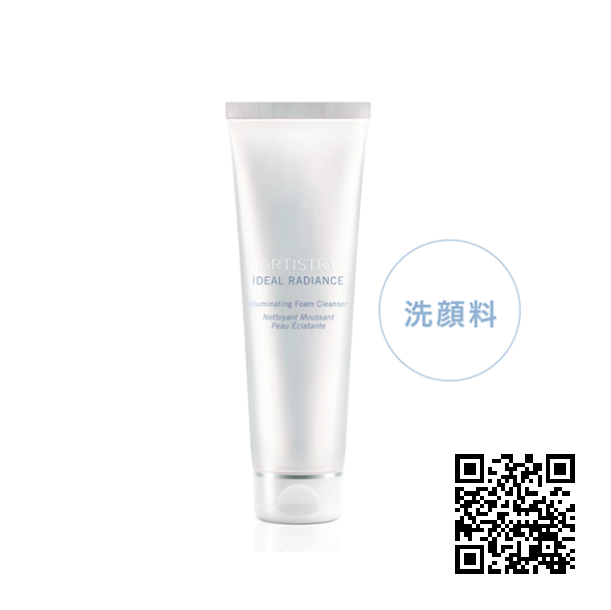 ARTISTRY
IDEAL RADIANCE
Illuminating Foam Cleanser
Nettoyant Moussant
Peau Éclatante
洗顔料